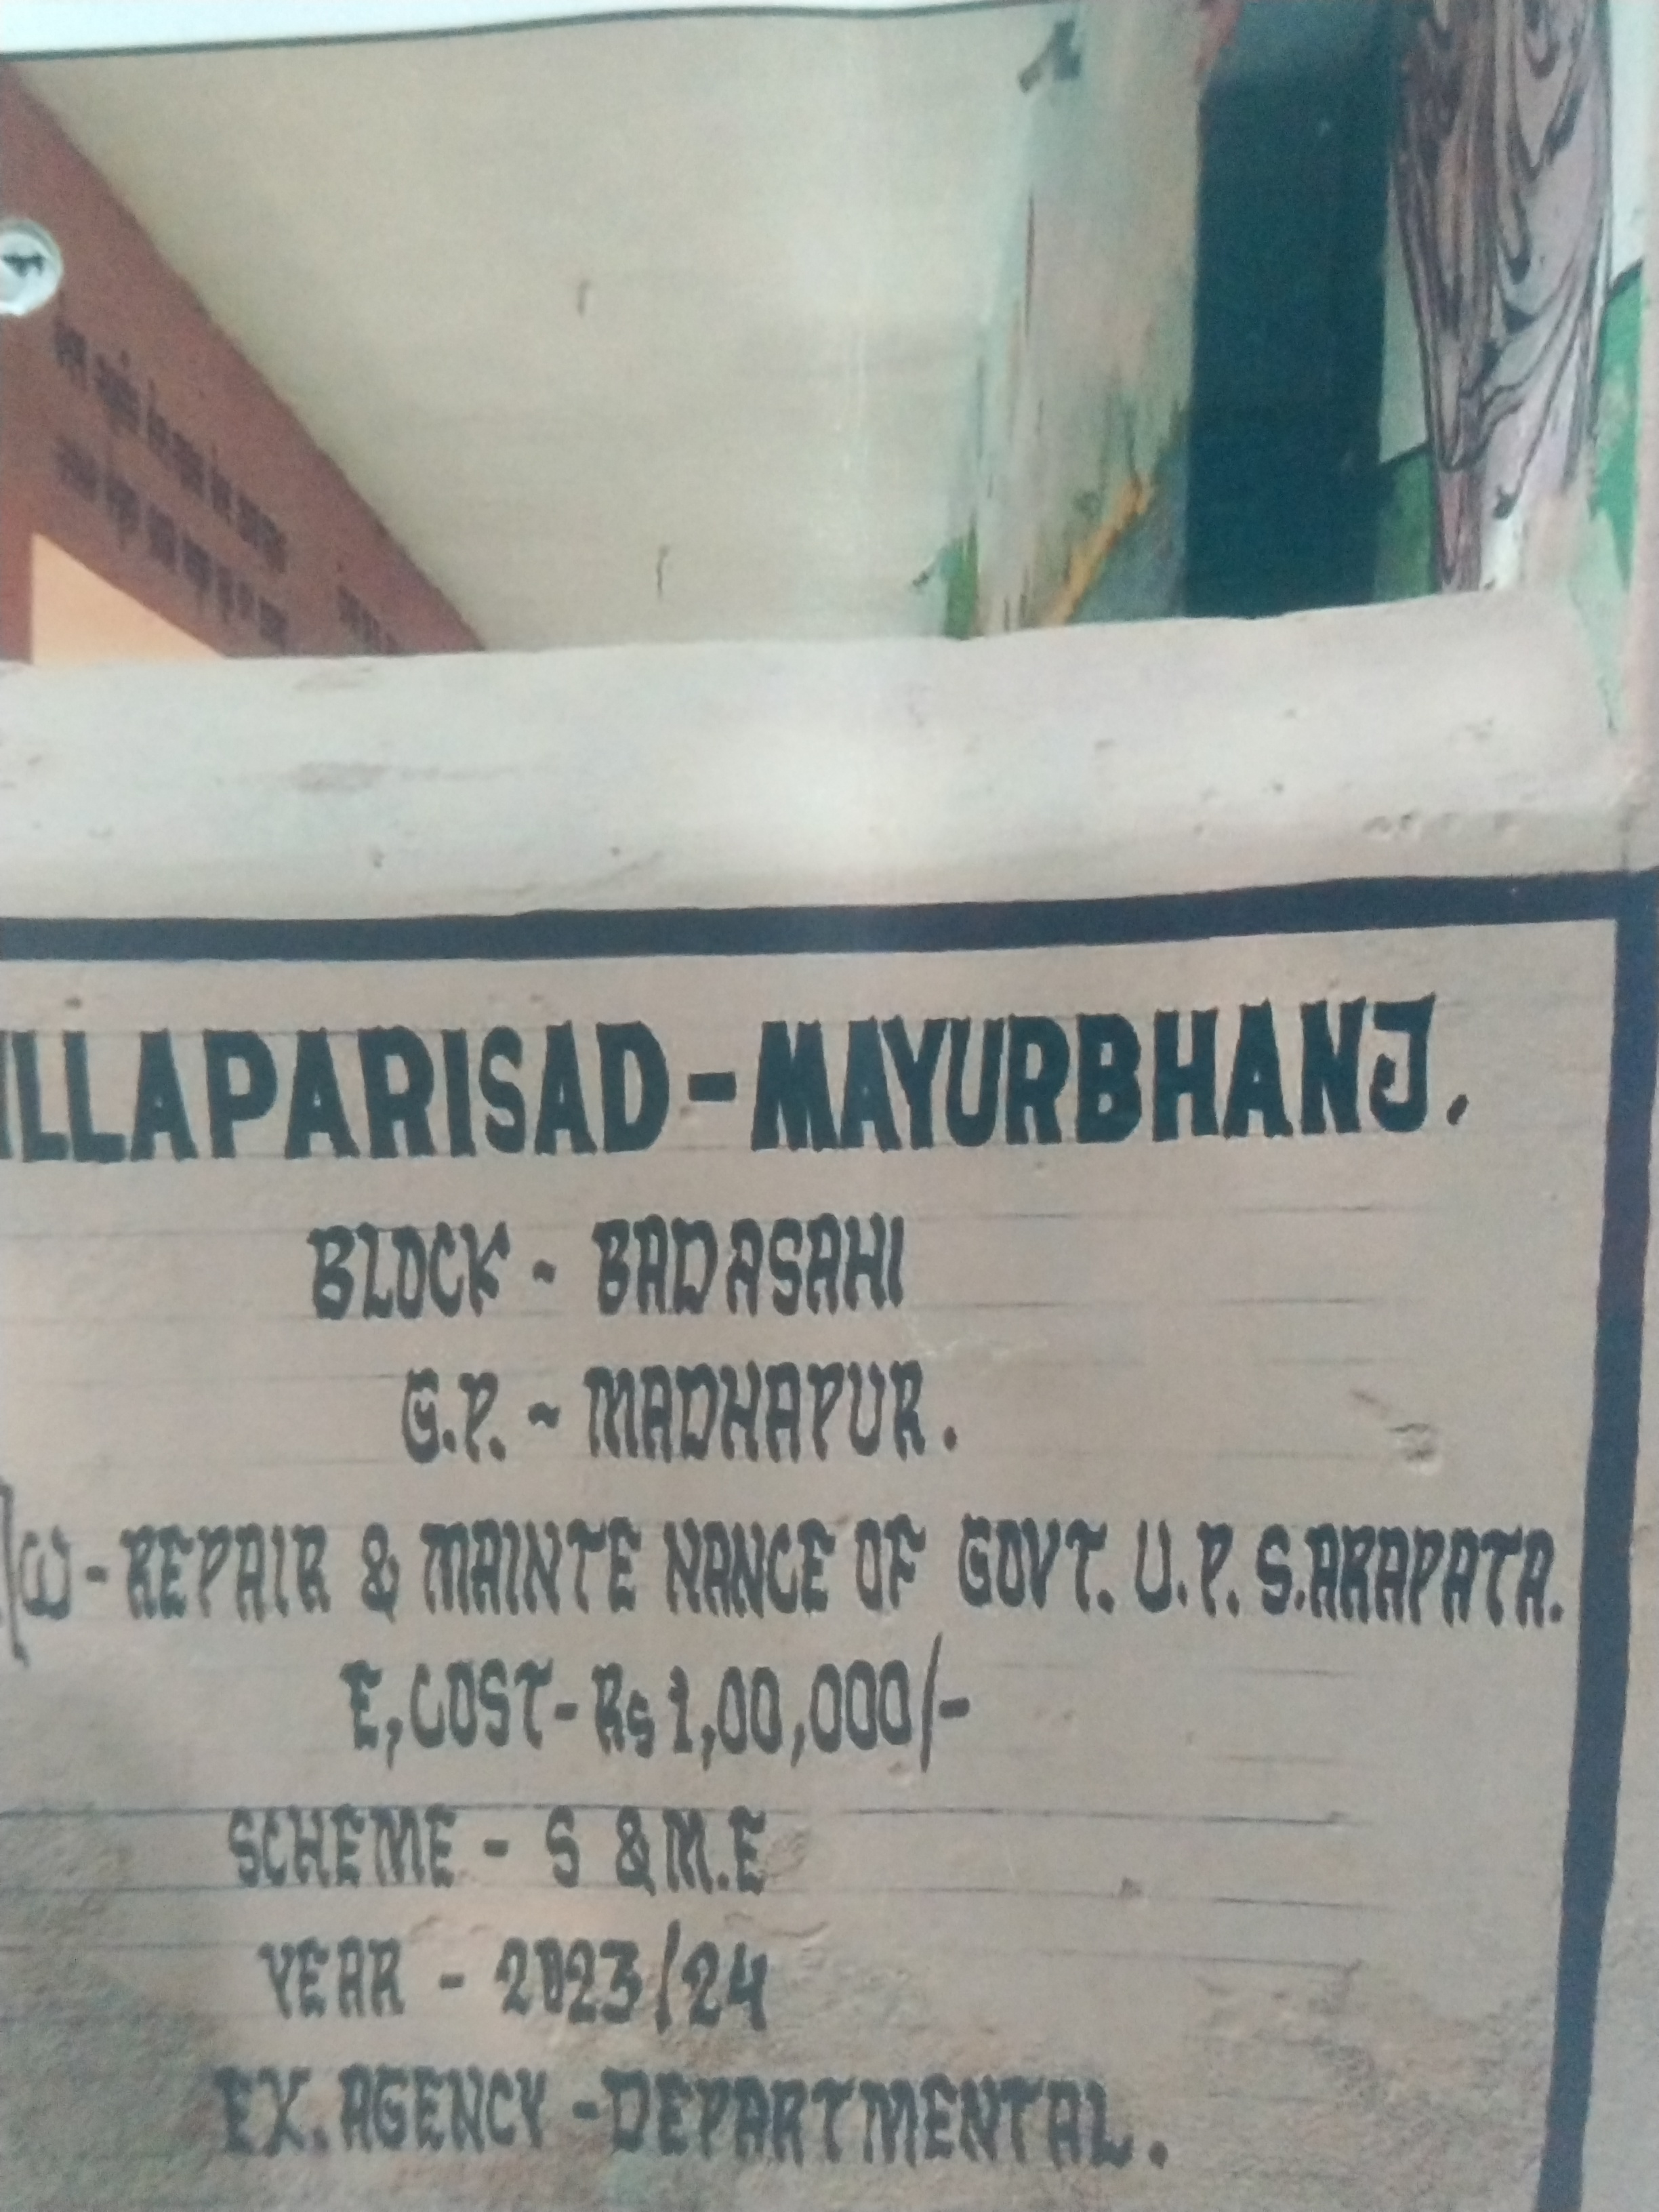 ILLAPARISAD-MAYURBHANJ.
BLOCK - BADASAHI
G.P. - MADHAPUR.
/W-REPAIR & MAINTE NANCE OF GOVT. U.P. S.ARAPATA.
E,COST-Rs 1,00,000/-
SCHEME - S &M.E
YEAR - 2023/24
EX.AGENCY -DEPARTMENTAL.